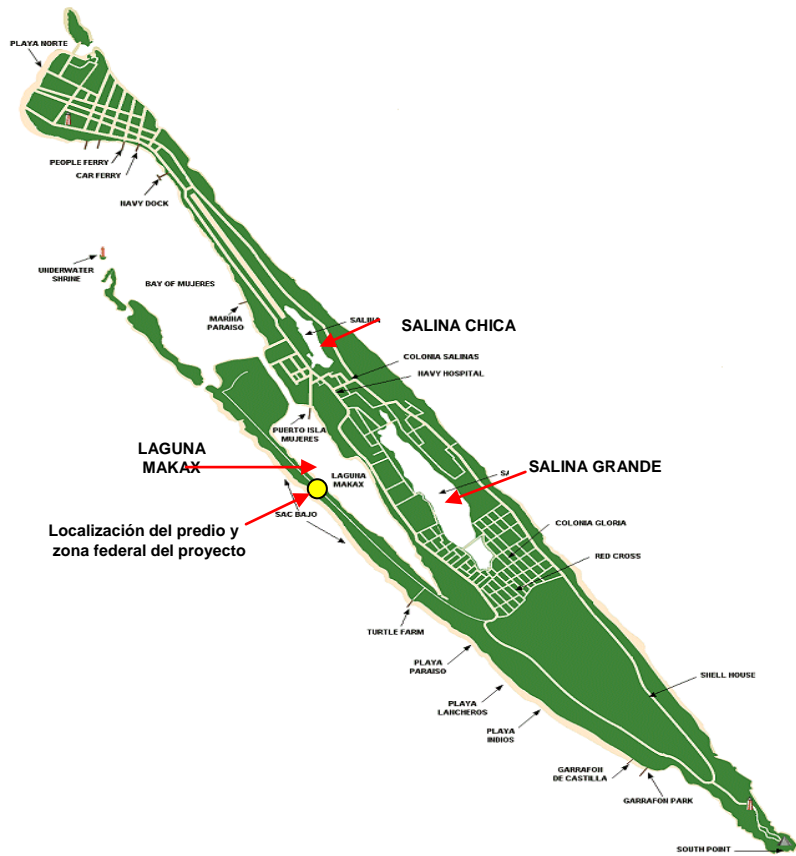 PLAYA NORTE
PEOPLE FERRY
CAR FERRY
NAVY DOCK
UNDERWATER
SHRINE
BAY OF MUJERES
MARINA
PARAISO
SALINA
SALINA CHICA
COLONIA SALINAS
NAVY HOSPITAL
PUERTO ISLA
MUJERES
LAGUNA
MAKAX
LAGUNA
MAKAX
SA
SALINA GRANDE
SAC BAJO
Localización del predio y
zona federal del proyecto
COLONIA GLORIA
RED CROSS
TURTLE FARM
PLAYA
PARAISO
SHELL HOUSE
PLAYA
LANCHEROS
PLAYA
INDIOS
GARRAFON
DE CASTILLA
GARRAFON PARK
SOUTH POINT